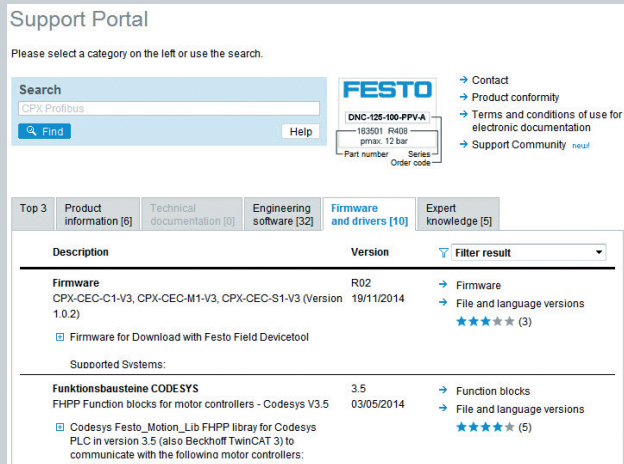 Support Portal
Please select a category on the left or use the search.
Search
CPX Profibus
Find
Help
FESTO
DNC-125-100-PPV-A
163501 R408
pmax. 12 bar
Part number
Series
Order code
Contact
Product conformity
Terms and conditions of use for
electronic documentation
Support Community new!
Top 3
Product
information [6]
Technical
documentation [0]
Engineering
software [32]
Firmware
and drivers [10]
Expert
knowledge [5]
Description
Version
Filter result
Firmware
R02
Firmware
CPX-CEC-C1-V3, CPX-CEC-M1-V3, CPX-CEC-S1-V3 (Version
1.0.2)
19/11/2014
File and language versions
(3)
Firmware for Download with Festo Field Devicetool
Supported Systems:
Funktionsbausteine CODESYS
3.5
Function blocks
FHPP Function blocks for motor controllers - Codesys V3.5
03/05/2014
File and language versions
(5)
Codesys Festo_Motion_Lib FHPP libray for Codesys
PLC in version 3.5 (also Beckhoff TwinCAT 3) to
communicate with the following motor controllers: